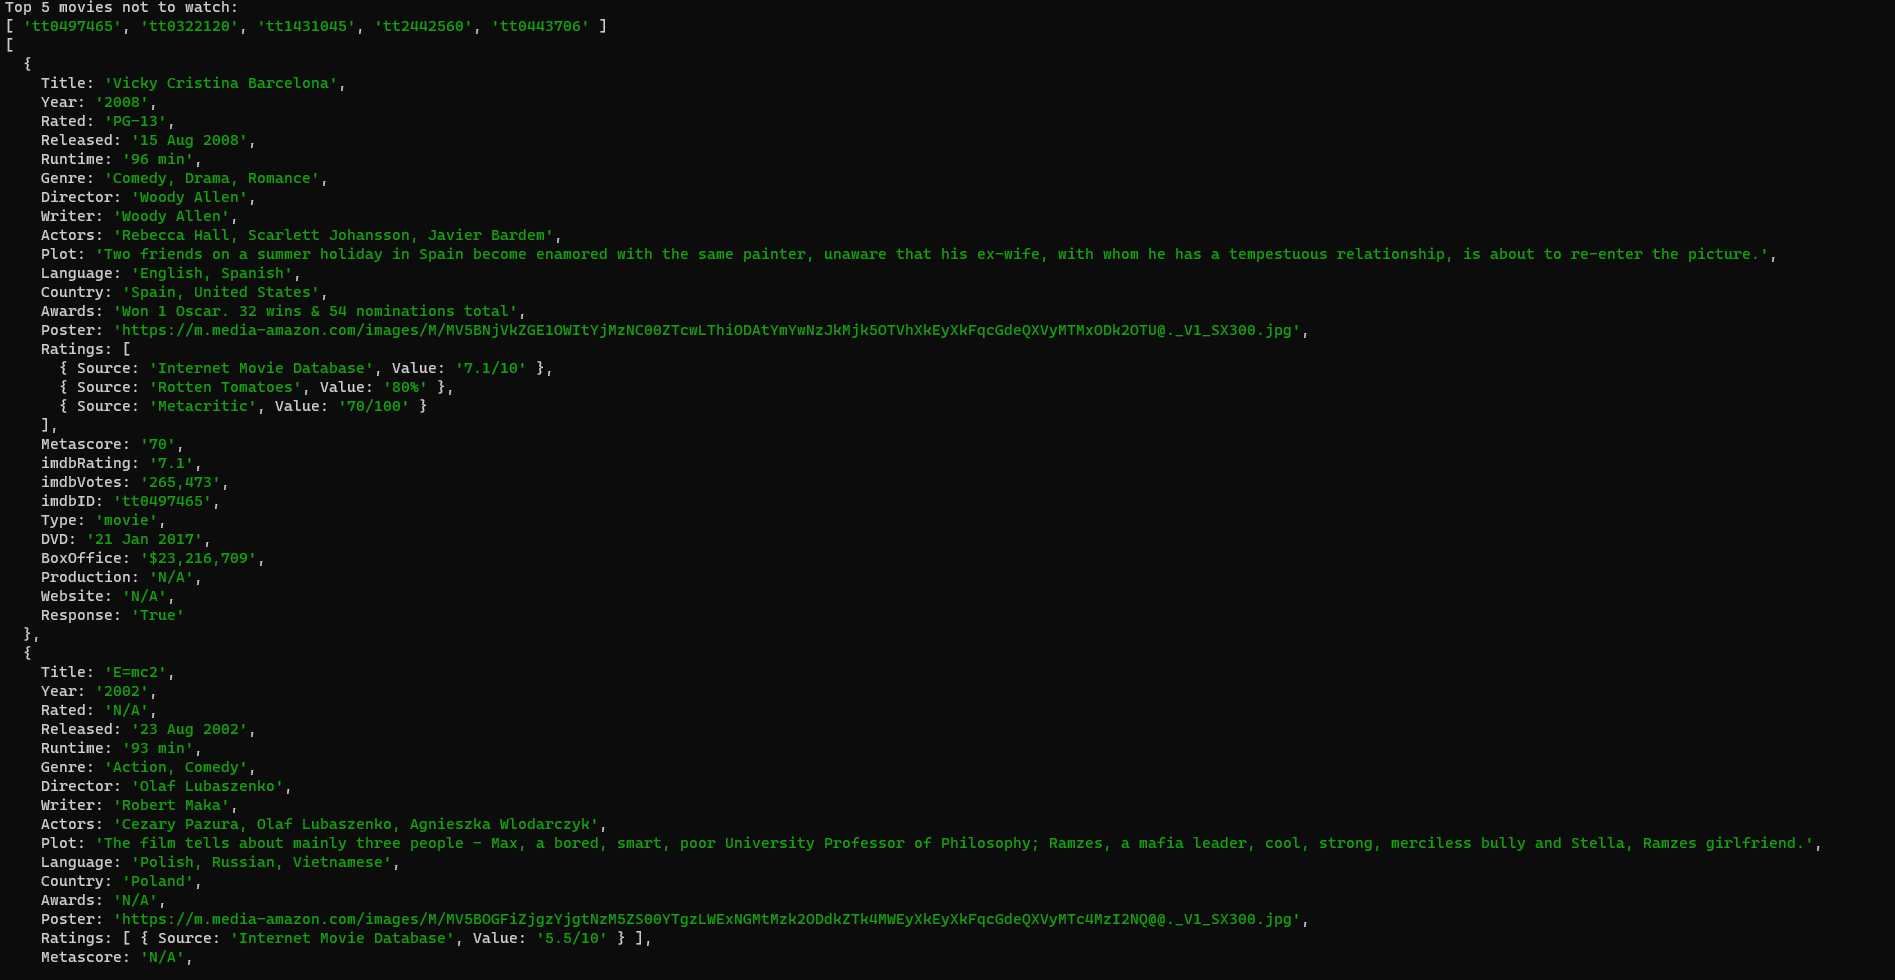 Top 5 movies not to watch:
[ 'tt0497465', 'tt0322120', 'tt1431045', 'tt2442560', 'tt0443706' ]
[
  {
    Title: 'Vicky Cristina Barcelona',
    Year: '2008',
    Rated: 'PG-13',
    Released: '15 Aug 2008',
    Runtime: '96 min',
    Genre: 'Comedy, Drama, Romance',
    Director: 'Woody Allen',
    Writer: 'Woody Allen',
    Actors: 'Rebecca Hall, Scarlett Johansson, Javier Bardem',
    Plot: 'Two friends on a summer holiday in Spain become enamored with the same painter, unaware that his ex-wife, with whom he has a tempestuous relationship, is about to re-enter the picture.',
    Language: 'English, Spanish',
    Country: 'Spain, United States',
    Awards: 'Won 1 Oscar. 32 wins & 54 nominations total',
    Poster: 'https://m.media-amazon.com/images/M/MV5BNjVkZGE1OWItYjMzNC00ZTcwLThiODAtYmYwNzJkMjk5OTVhXkEyXkFqcGdeQXVyMTMxODk2OTU@._V1_SX300.jpg',
    Ratings: [
      { Source: 'Internet Movie Database', Value: '7.1/10' },
      { Source: 'Rotten Tomatoes', Value: '80%' },
      { Source: 'Metacritic', Value: '70/100' }
    ],
    Metascore: '70',
    imdbRating: '7.1',
    imdbVotes: '265,473',
    imdbID: 'tt0497465',
    Type: 'movie',
    DVD: '21 Jan 2017',
    BoxOffice: '$23,216,709',
    Production: 'N/A',
    Website: 'N/A',
    Response: 'True'
  },
  {
    Title: 'E=mc2',
    Year: '2002',
    Rated: 'N/A',
    Released: '23 Aug 2002',
    Runtime: '93 min',
    Genre: 'Action, Comedy',
    Director: 'Olaf Lubaszenko',
    Writer: 'Robert Maka',
    Actors: 'Cezary Pazura, Olaf Lubaszenko, Agnieszka Wlodarczyk',
    Plot: 'The film tells about mainly three people - Max, a bored, smart, poor University Professor of Philosophy; Ramzes, a mafia leader, cool, strong, merciless bully and Stella, Ramzes girlfriend.',
    Language: 'Polish, Russian, Vietnamese',
    Country: 'Poland',
    Awards: 'N/A',
    Poster: 'https://m.media-amazon.com/images/M/MV5BOGFiZjgzYjgtNzM5ZS00YTgzLWExNGMtMzk2ODdkZTk4MWEyXkEyXkFqcGdeQXVyMTc4MzI2NQ@@._V1_SX300.jpg',
    Ratings: [ { Source: 'Internet Movie Database', Value: '5.5/10' } ],
    Metascore: 'N/A',